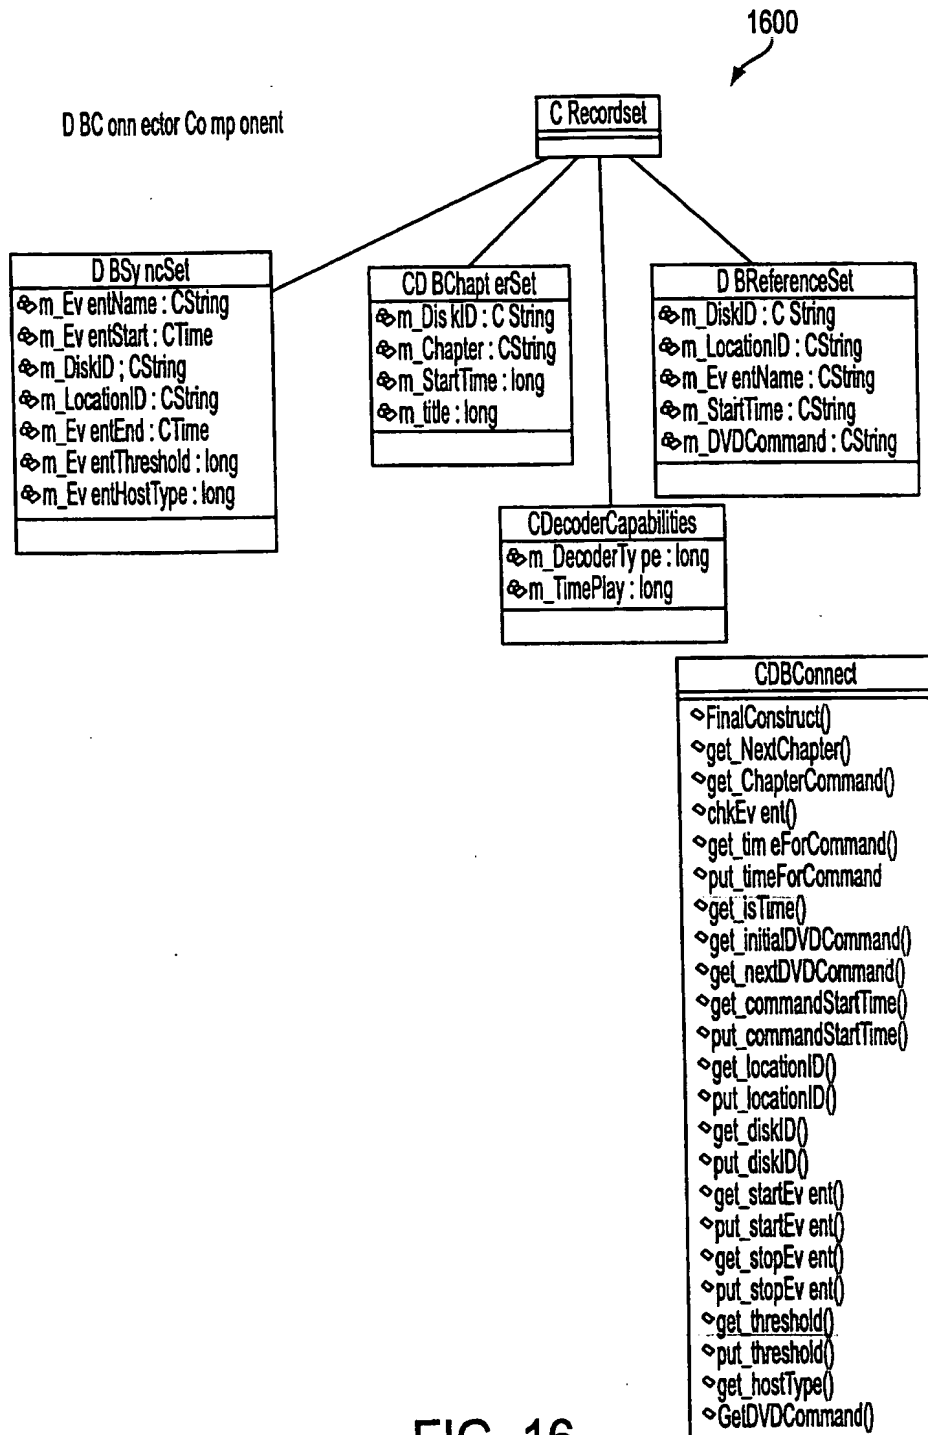 1600
D BC onn ector Co mp onent
C Recordset
D BSy ncSet
m_Ev entName : CString
m_Ev entStart : CTime
m_DiskID ; CString
m_LocationID : CString
m_Ev entEnd : CTime
m_Ev entThreshold : long
m_Ev entHostType : long
CD BChapt erSet
m_Dis kID : C String
m_Chapter : CString
m_StartTime : long
m_title : long
D BReferenceSet
m_DiskID : C String
m_LocationID : CString
m_Ev entName : CString
m_StartTime : CString
m_DVDCommand : CString
CDecoderCapabilities
m_DecoderTy pe : long
m_TimePlay : long
CDBConnect
FinalConstruct()
get_NextChapter()
get_ChapterCommand()
chkEv ent()
get_tim eForCommand()
put_timeForCommand
get_isTime()
get_initialDVDCommand()
get_nextDVDCommand()
get_commandStartTime()
put_commandStartTime()
get_locationID()
put_locationID()
get_diskID()
put_diskID()
get_startEv ent()
put_startEv ent()
get_stopEv ent()
put_stopEv ent()
get_threshold()
put_threshold()
get_hostType()
GetDVDCommand()
FIG. 16